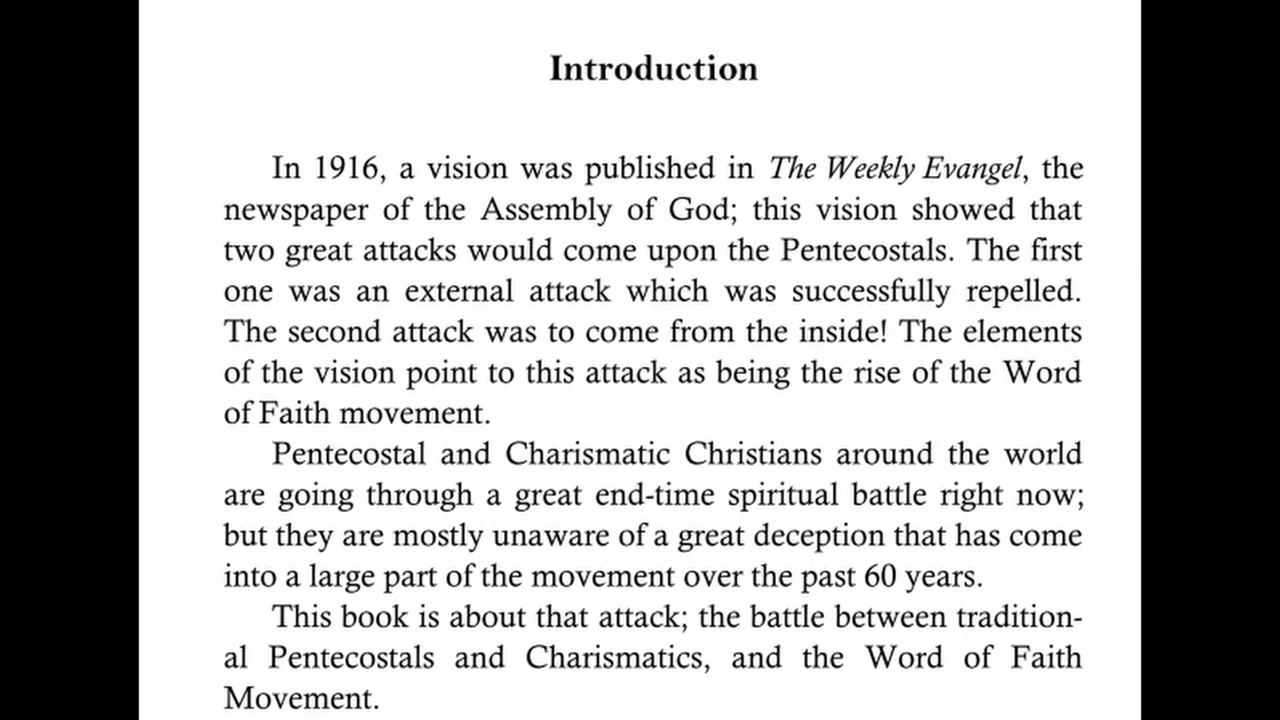 Introduction
In 1916, a vision was published in The Weekly Evangel, the
newspaper of the Assembly of God; this vision showed that
two great attacks would come upon the Pentecostals. The first
one was an external attack which was successfully repelled.
The second attack was to come from the inside! The elements
of the vision point to this attack as being the rise of the Word
of Faith movement.
Pentecostal and Charismatic Christians around the world
are going through a great end-time spiritual battle right now;
but they are mostly unaware of a great deception that has come
into a large part of the movement over the past 60 years.
This book is about that attack; the battle between tradition-
al Pentecostals and Charismatics, and the Word of Faith
Movement.